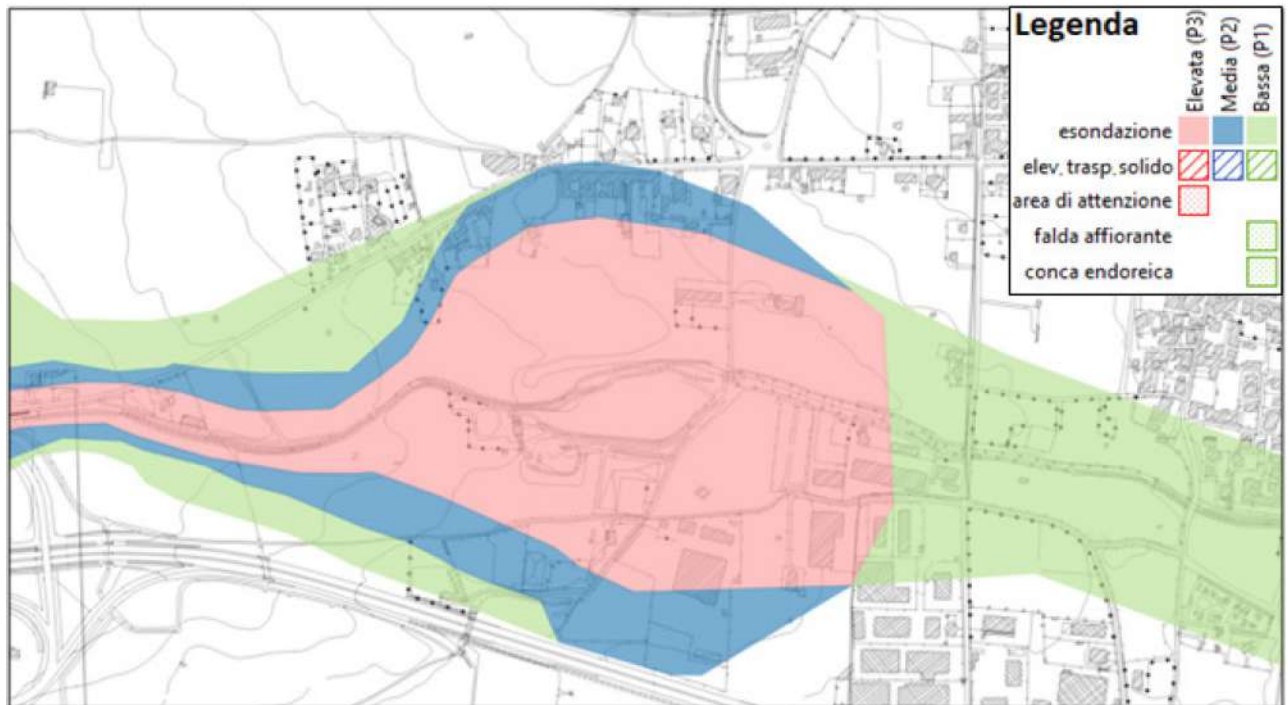 Legenda
Elevata (P3)
Media (P2)
Bassa (P1)
esondazione
elev. trasp. solido
area di attenzione
falda affiorante
conca endoreica